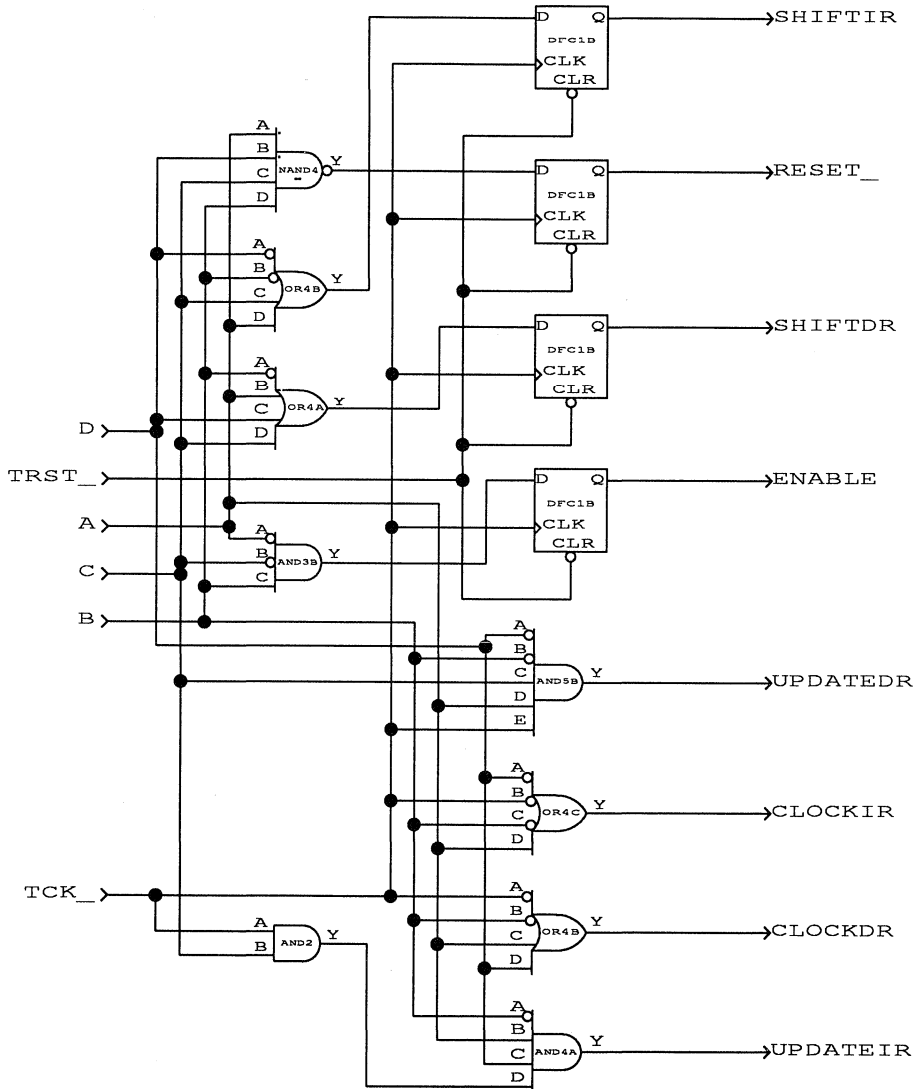 D Q SHIFTIR
DFC1B
CLK
CLR
A
B
C
D
NAND4
Y
D Q RESET_
DFC1B
CLK
CLR
A
B
C
D
OR4B
Y
D Q SHIFTDR
DFC1B
CLK
CLR
A
B
C
D
OR4A
Y
D
TRST_
D Q ENABLE
DFC1B
CLK
CLR
A
A
B
C
AND3B
Y
C
B
A
B
C
D
E
AND5B
Y UPDATEDR
A
B
C
D
OR4C
Y CLOCKIR
TCK_
A
B
C
D
OR4B
Y CLOCKDR
A
B
AND2
Y
A
B
C
D
AND4A
Y UPDATEIR